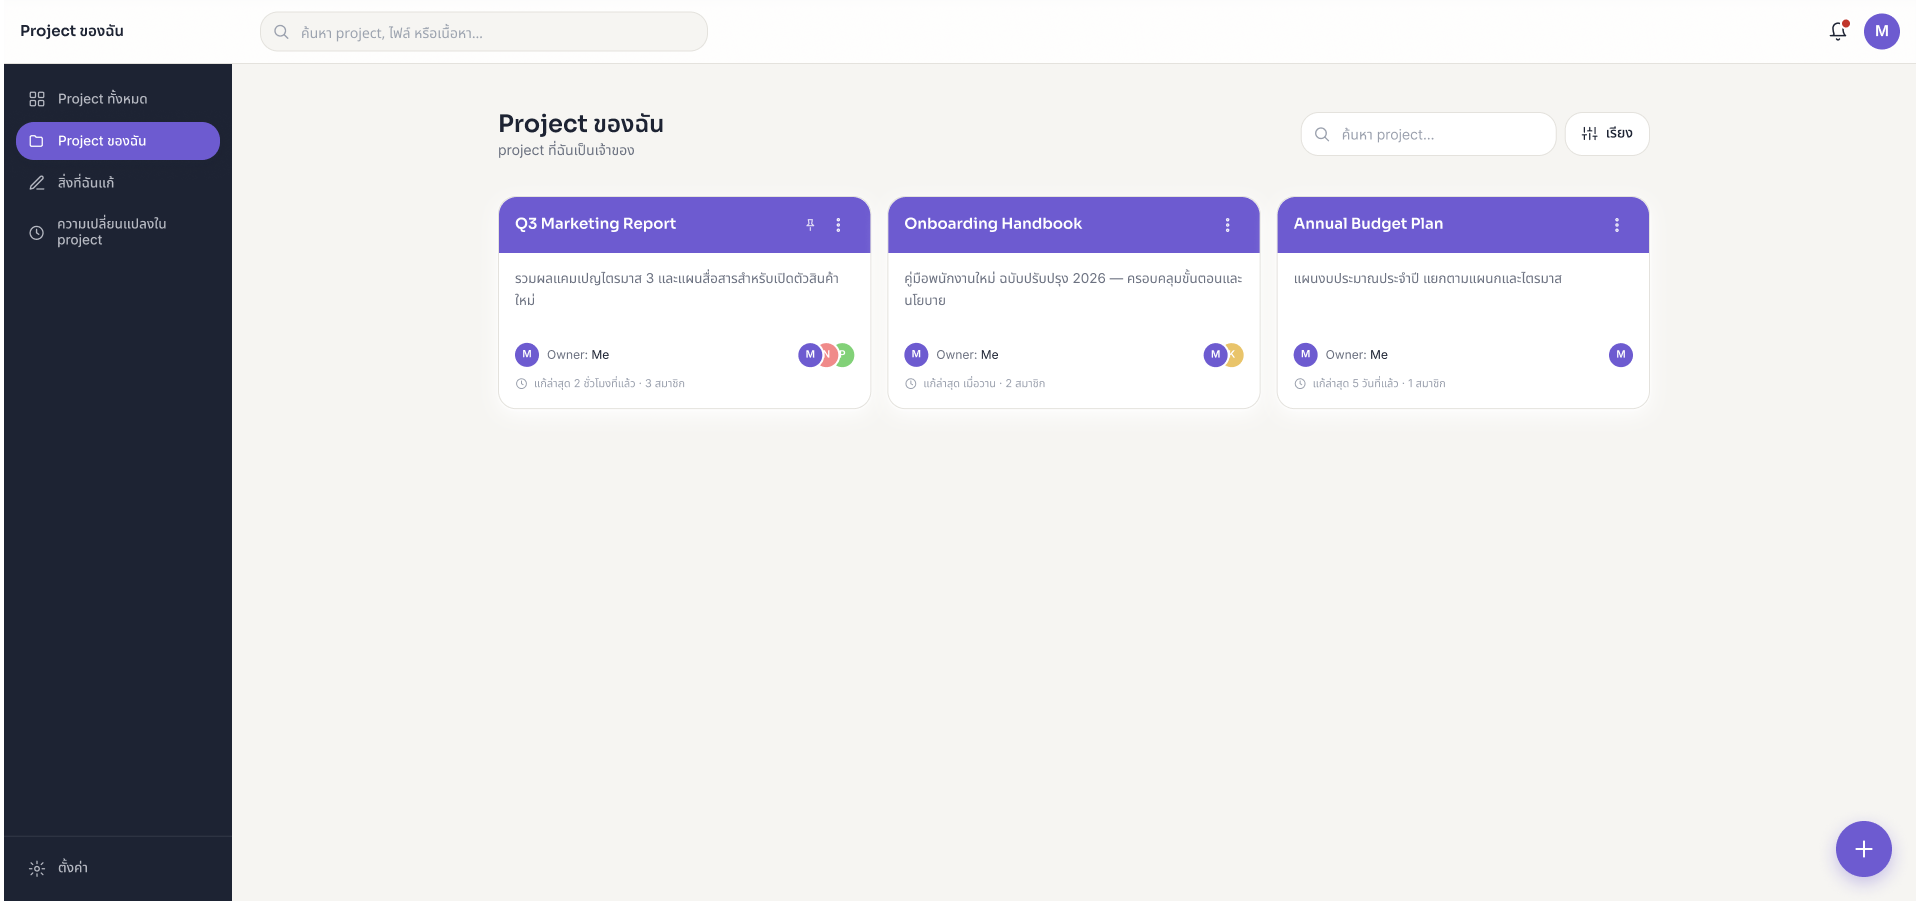 Project ของฉัน
ค้นหา project, ไฟล์ หรือเนื้อหา...
M
Project ทั้งหมด
Project ของฉัน
สิ่งที่ฉันแก้
ความเปลี่ยนแปลงใน
project
ตั้งค่า
Project ของฉัน
project ที่ฉันเป็นเจ้าของ
ค้นหา project...
เรียง
Q3 Marketing Report
รวมผลแคมเปญไตรมาส 3 และแผนสื่อสารสำหรับเปิดตัวสินค้า
ใหม่
M Owner: Me M N P
แก้ล่าสุด 2 ชั่วโมงที่แล้ว · 3 สมาชิก
Onboarding Handbook
คู่มือพนักงานใหม่ ฉบับปรับปรุง 2026 — ครอบคลุมขั้นตอนและ
นโยบาย
M Owner: Me M K
แก้ล่าสุด เมื่อวาน · 2 สมาชิก
Annual Budget Plan
แผนงบประมาณประจำปี แยกตามแผนกและไตรมาส
M Owner: Me M
แก้ล่าสุด 5 วันที่แล้ว · 1 สมาชิก